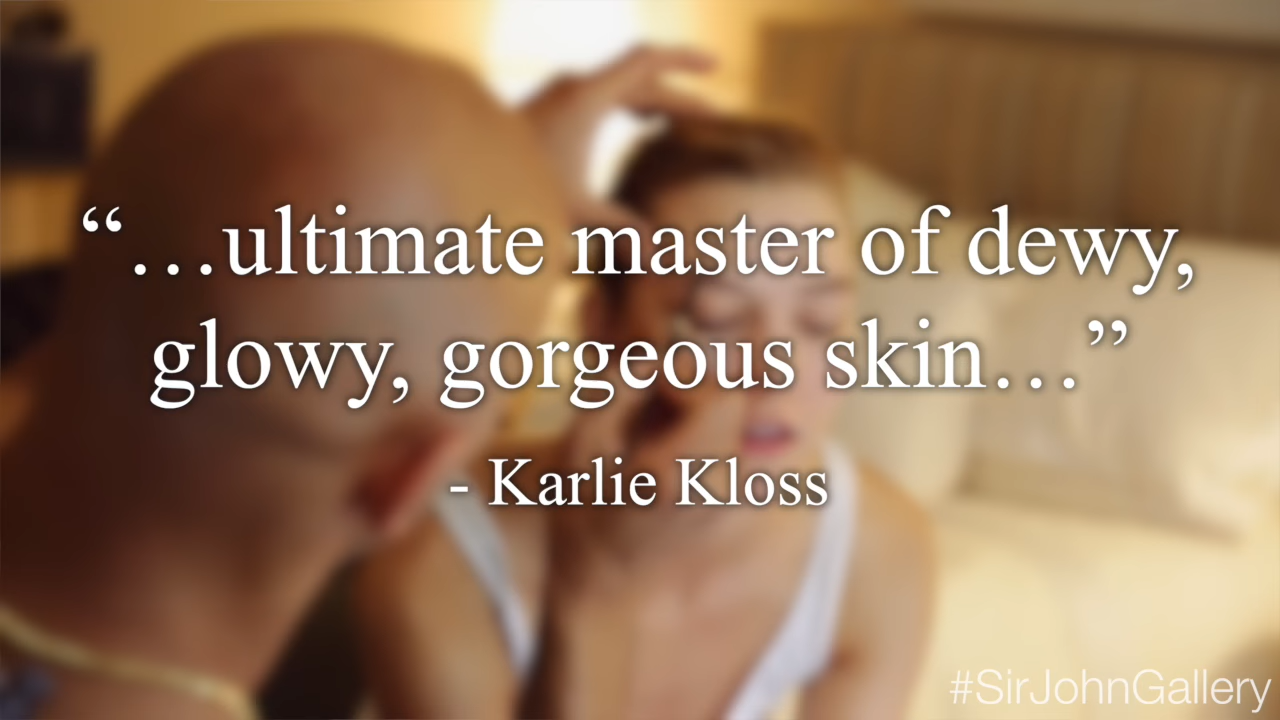 “…ultimate master of dewy,
glowy, gorgeous skin…”
- Karlie Kloss
#SirJohnGallery